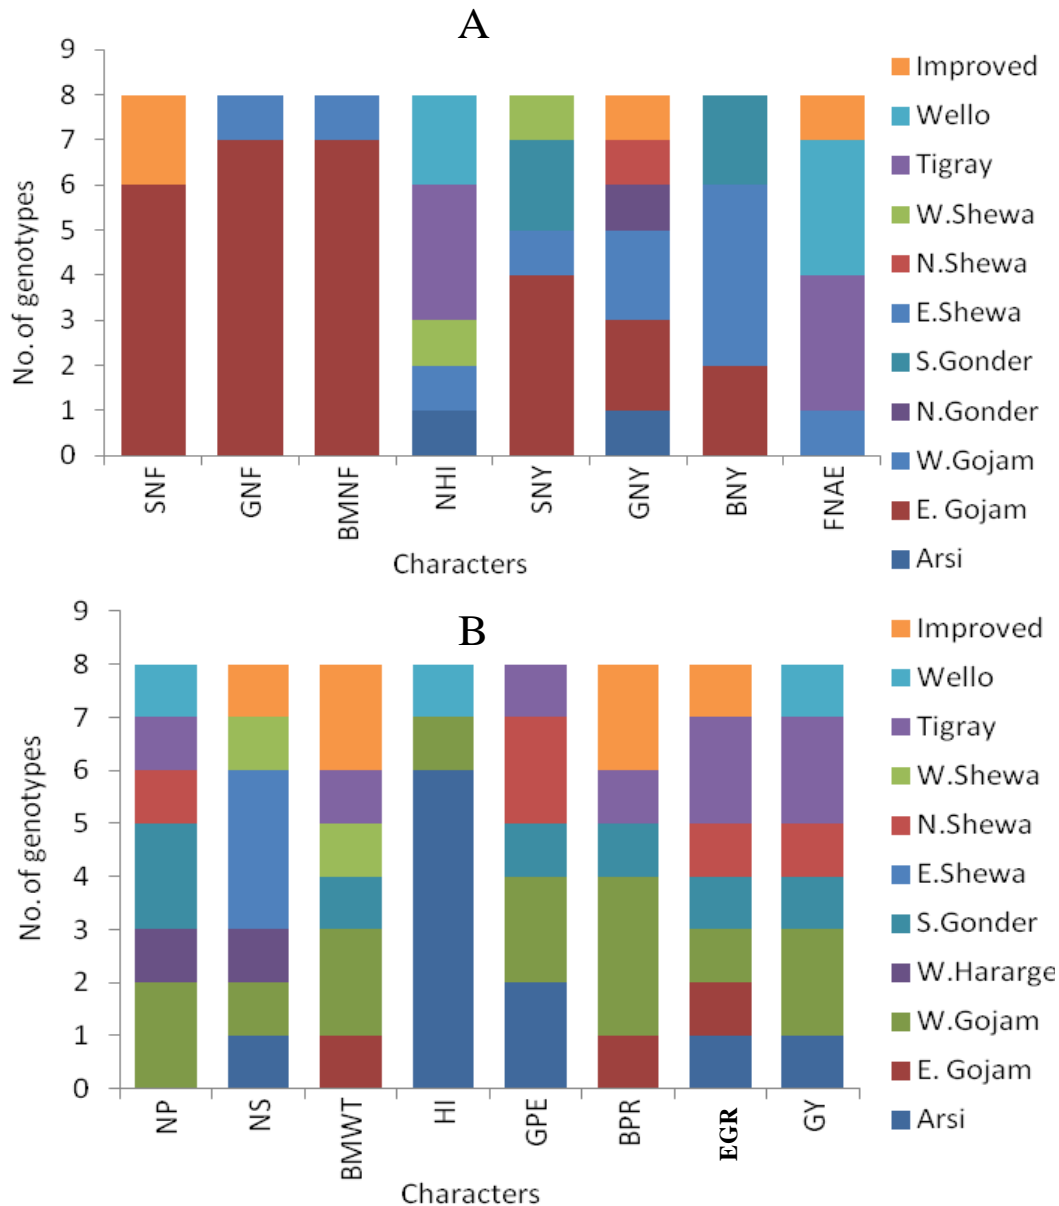 A
9
8
7
6
5
4
3
2
1
0
No. of genotypes
SNF
GNF
BMNF
NHI
SNY
GNY
BNY
FNAE
Characters
Improved
Wello
Tigray
W.Shewa
N.Shewa
E.Shewa
S.Gonder
N.Gonder
W.Gojam
E. Gojam
Arsi
B
9
8
7
6
5
4
3
2
1
0
No. of genotypes
NP
NS
BMWT
HI
GPE
BPR
EGR
GY
Characters
Improved
Wello
Tigray
W.Shewa
N.Shewa
E.Shewa
S.Gonder
W.Hararge
W.Gojam
E. Gojam
Arsi